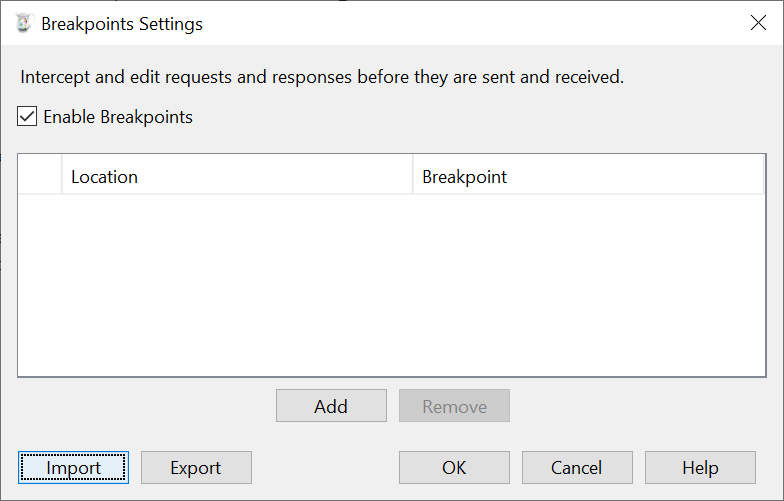 Breakpoints Settings
Intercept and edit requests and responses before they are sent and received.
Enable Breakpoints
Location Breakpoint
Add Remove
Import Export OK Cancel Help